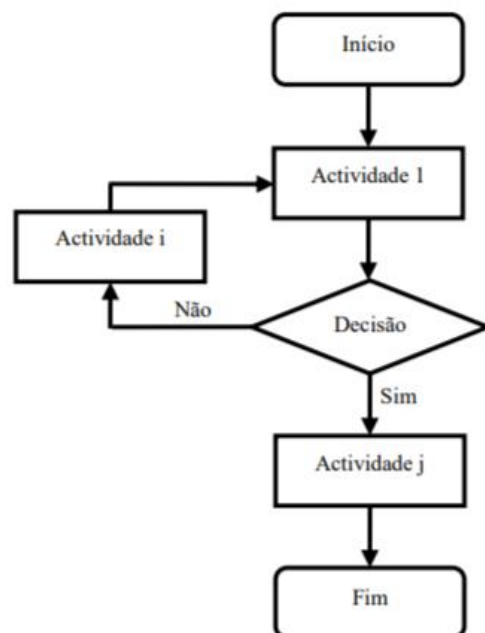 Início
Actividade 1
Actividade i
Não
Decisão
Sim
Actividade j
Fim